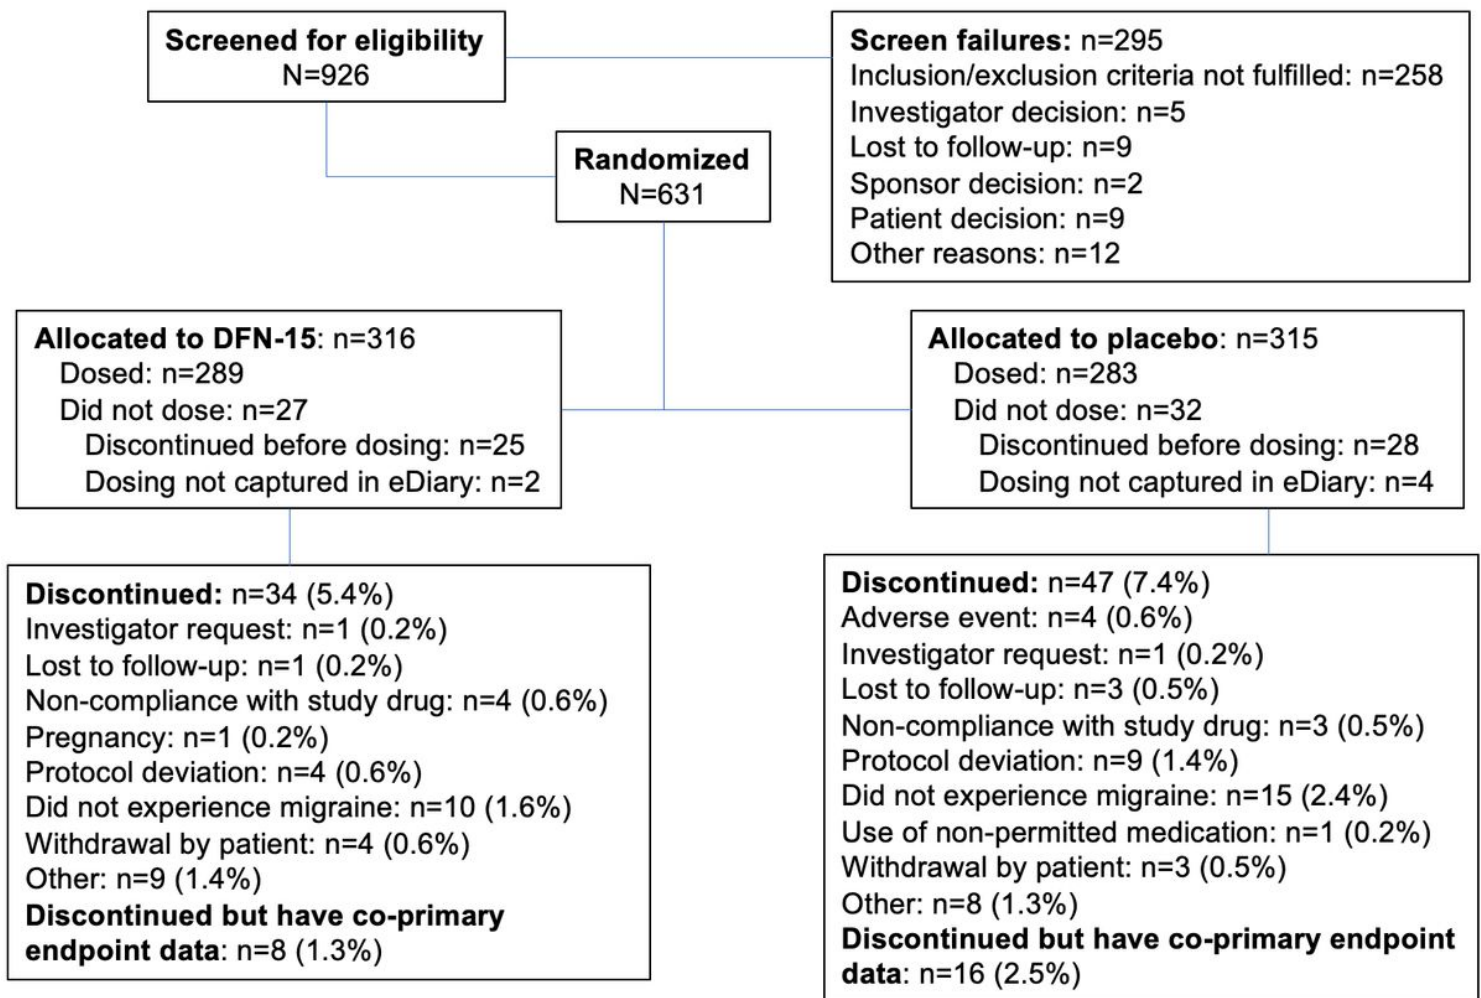 Screened for eligibility
N=926
Screen failures: n=295
Inclusion/exclusion criteria not fulfilled: n=258
Investigator decision: n=5
Lost to follow-up: n=9
Sponsor decision: n=2
Patient decision: n=9
Other reasons: n=12
Randomized
N=631
Allocated to DFN-15: n=316
Dosed: n=289
Did not dose: n=27
Discontinued before dosing: n=25
Dosing not captured in eDiary: n=2
Allocated to placebo: n=315
Dosed: n=283
Did not dose: n=32
Discontinued before dosing: n=28
Dosing not captured in eDiary: n=4
Discontinued: n=34 (5.4%)
Investigator request: n=1 (0.2%)
Lost to follow-up: n=1 (0.2%)
Non-compliance with study drug: n=4 (0.6%)
Pregnancy: n=1 (0.2%)
Protocol deviation: n=4 (0.6%)
Did not experience migraine: n=10 (1.6%)
Withdrawal by patient: n=4 (0.6%)
Other: n=9 (1.4%)
Discontinued but have co-primary
endpoint data: n=8 (1.3%)
Discontinued: n=47 (7.4%)
Adverse event: n=4 (0.6%)
Investigator request: n=1 (0.2%)
Lost to follow-up: n=3 (0.5%)
Non-compliance with study drug: n=3 (0.5%)
Protocol deviation: n=9 (1.4%)
Did not experience migraine: n=15 (2.4%)
Use of non-permitted medication: n=1 (0.2%)
Withdrawal by patient: n=3 (0.5%)
Other: n=8 (1.3%)
Discontinued but have co-primary endpoint
data: n=16 (2.5%)